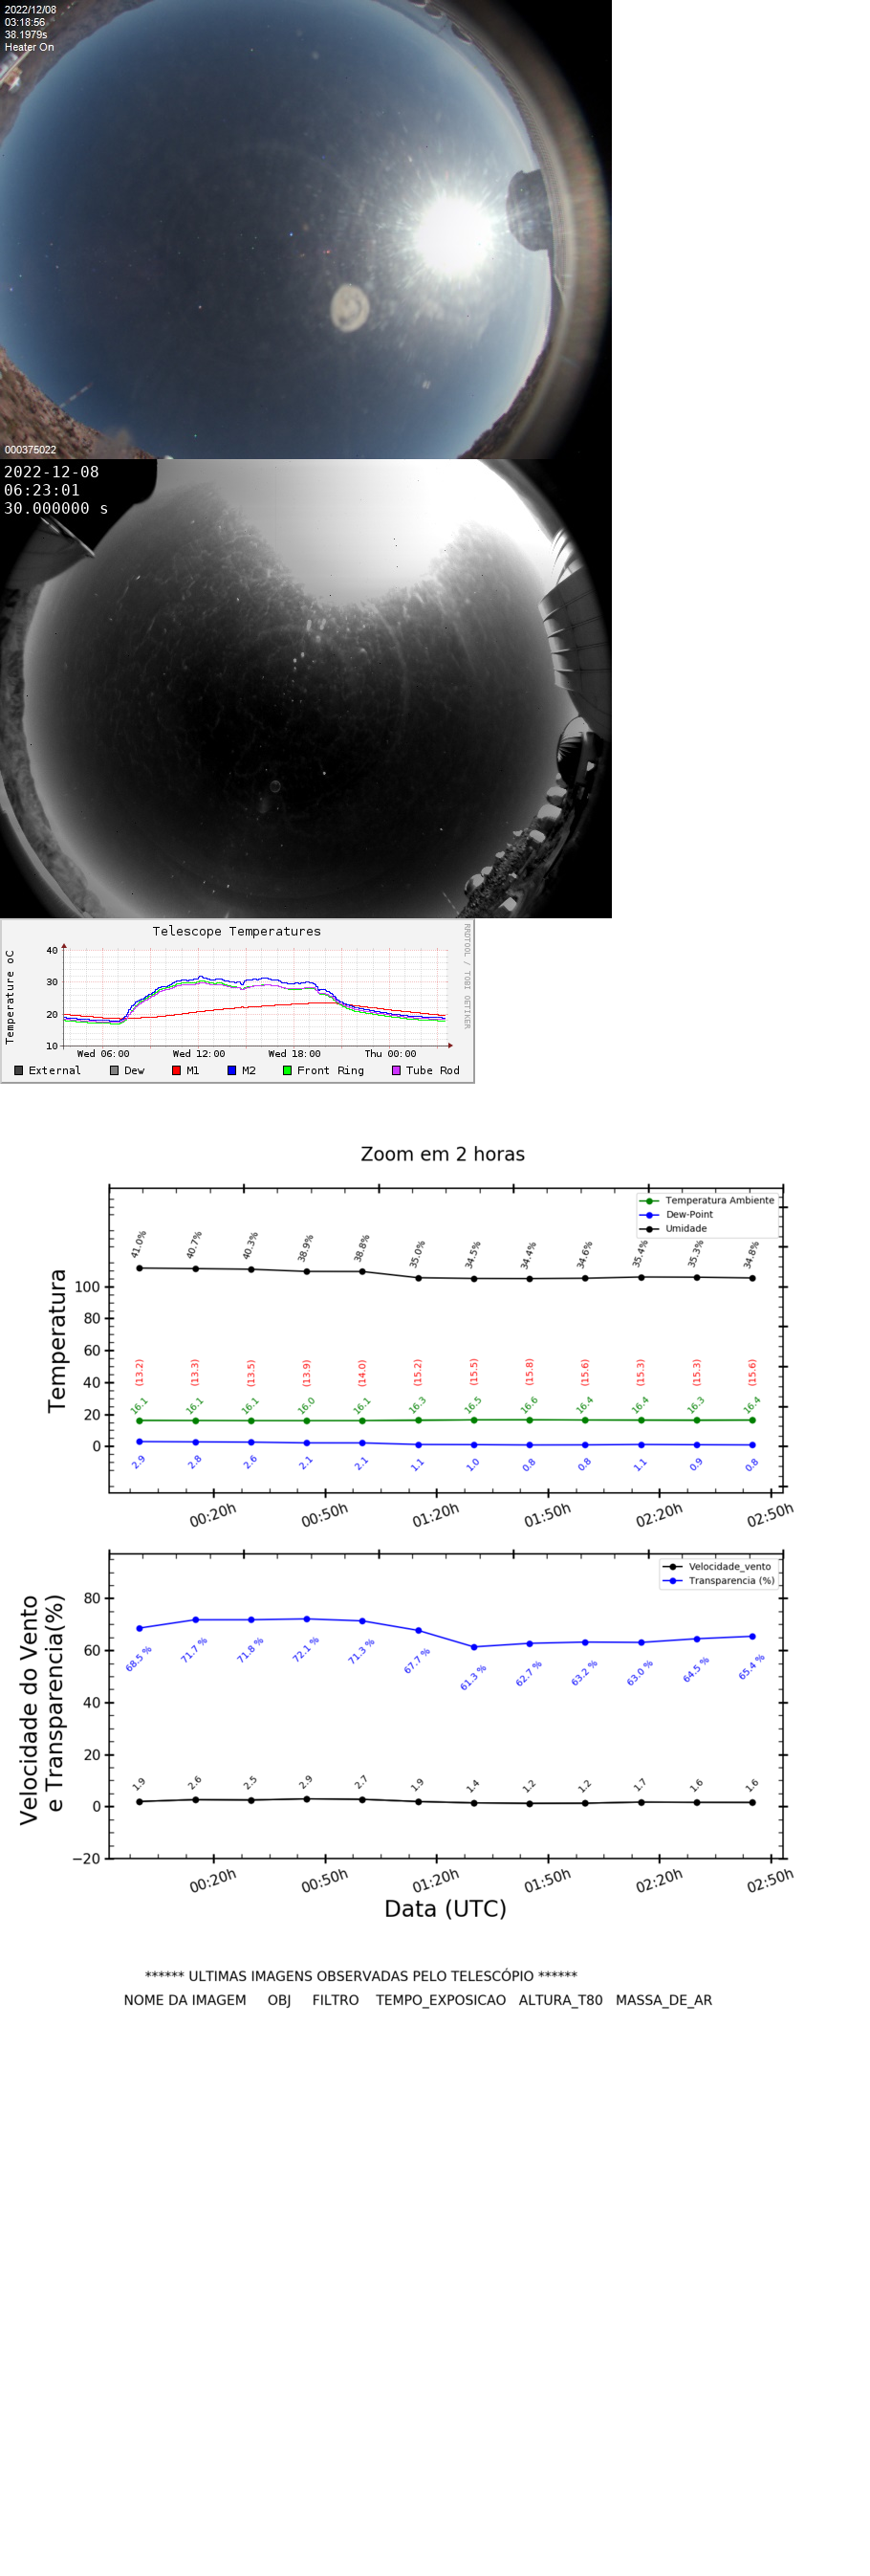 2022/12/08
03:18:56
38.1979s
Heater On
000375022
2022-12-08
06:23:01
30.000000 s
Telescope Temperatures
RRDTOOL / TOBI OETIKER
Temperature oC
40
30
20
10
Wed 06:00 Wed 12:00 Wed 18:00 Thu 00:00
External Dew M1 M2 Front Ring Tube Rod
Zoom em 2 horas
Temperatura Ambiente
Dew-Point
Umidade
41.0% 40.7% 40.3% 38.9% 38.8% 35.0% 34.5% 34.4% 34.6% 35.4% 35.3% 34.8%
Temperatura
100
80
60
40
20
0
(13.2) (13.3) (13.5) (13.9) (14.0) (15.2) (15.5) (15.8) (15.6) (15.3) (15.3) (15.6)
16.1 16.1 16.1 16.0 16.1 16.3 16.5 16.6 16.4 16.4 16.3 16.4
2.9 2.8 2.6 2.1 2.1 1.1 1.0 0.8 0.8 1.1 0.9 0.8
00:20h 00:50h 01:20h 01:50h 02:20h 02:50h
Velocidade_vento
Transparencia (%)
Velocidade do Vento
e Transparencia(%)
80
60
40
20
0
−20
68.5 % 71.7 % 71.8 % 72.1 % 71.3 % 67.7 % 61.3 % 62.7 % 63.2 % 63.0 % 64.5 % 65.4 %
1.9 2.6 2.5 2.9 2.7 1.9 1.4 1.2 1.2 1.7 1.6 1.6
00:20h 00:50h 01:20h 01:50h 02:20h 02:50h
Data (UTC)
****** ULTIMAS IMAGENS OBSERVADAS PELO TELESCÓPIO ******
NOME DA IMAGEM OBJ FILTRO TEMPO_EXPOSICAO ALTURA_T80 MASSA_DE_AR